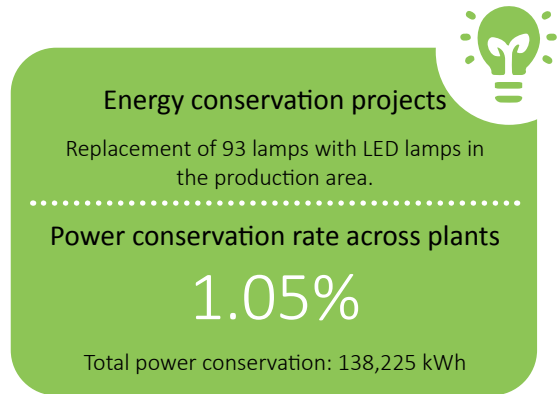 Energy conservation projects
Replacement of 93 lamps with LED lamps in
the production area.
Power conservation rate across plants
1.05%
Total power conservation: 138,225 kWh